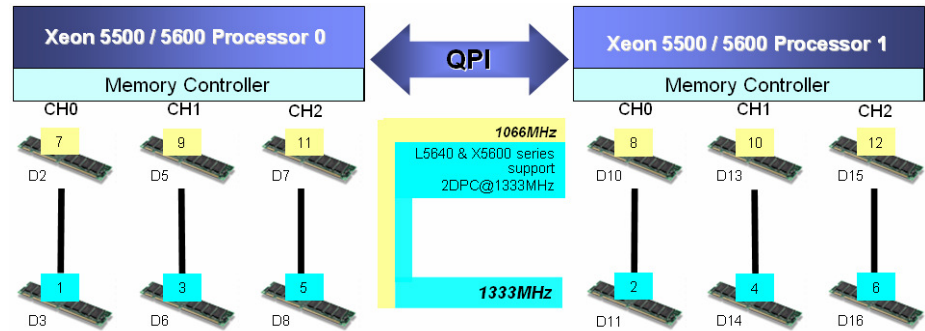 Xeon 5500 / 5600 Processor 0
QPI
Xeon 5500 / 5600 Processor 1
Memory Controller
Memory Controller
CH0 CH1 CH2
CH0 CH1 CH2
7 9 11
D2 D5 D7
1066MHz
L5640 & X5600 series
support
2DPC@1333MHz
8 10 12
D10 D13 D15
1 3 5
D3 D6 D8
1333MHz
2 4 6
D11 D14 D16